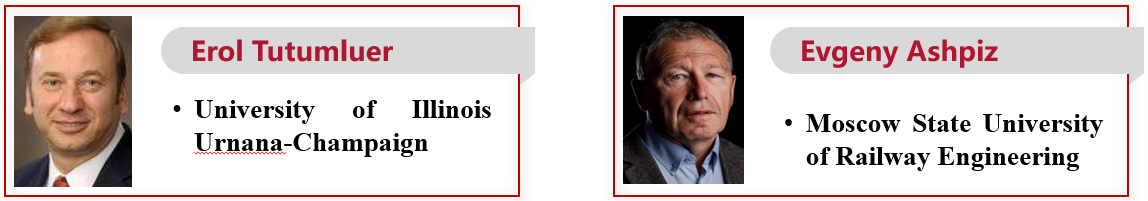 Erol Tutumluer
• University of Illinois
Urnana-Champaign
Evgeny Ashpiz
• Moscow State University
of Railway Engineering